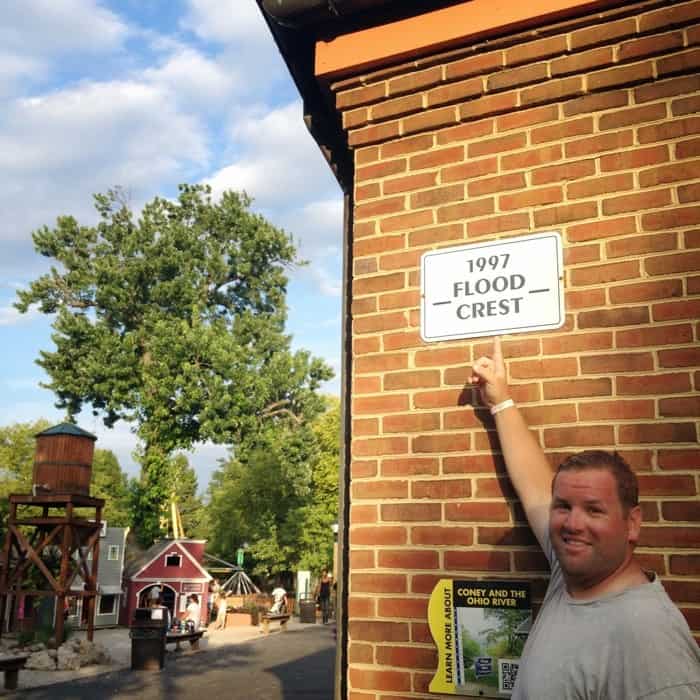 1997
— FLOOD —
CREST
LEARN MORE ABOUT
CONEY AND THE
OHIO RIVER